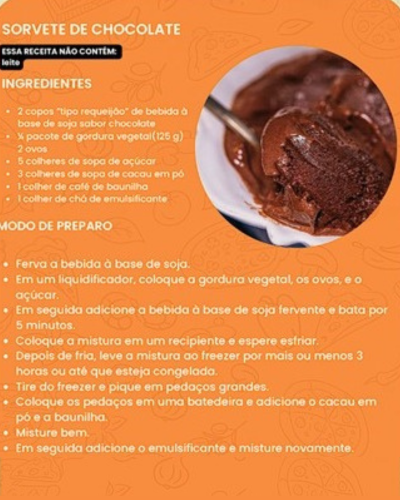 SORVETE DE CHOCOLATE
ESSA RECEITA NÃO CONTÉM:
leite
INGREDIENTES
• 2 copos "tipo requeijão" de bebida à
base de soja sabor chocolate
• ¼ pacote de gordura vegetal(125 g)
2 ovos
• 5 colheres de sopa de açúcar
• 3 colheres de sopa de cacau em pó
• 1 colher de café de baunilha
• 1 colher de chá de emulsificante
MODO DE PREPARO
• Ferva a bebida à base de soja.
• Em um liquidificador, coloque a gordura vegetal, os ovos, e o
açúcar.
• Em seguida adicione a bebida à base de soja fervente e bata por
5 minutos.
• Coloque a mistura em um recipiente e espere esfriar.
• Depois de fria, leve a mistura ao freezer por mais ou menos 3
horas ou até que esteja congelada.
• Tire do freezer e pique em pedaços grandes.
• Coloque os pedaços em uma batedeira e adicione o cacau em
pó e a baunilha.
• Misture bem.
• Em seguida adicione o emulsificante e misture novamente.